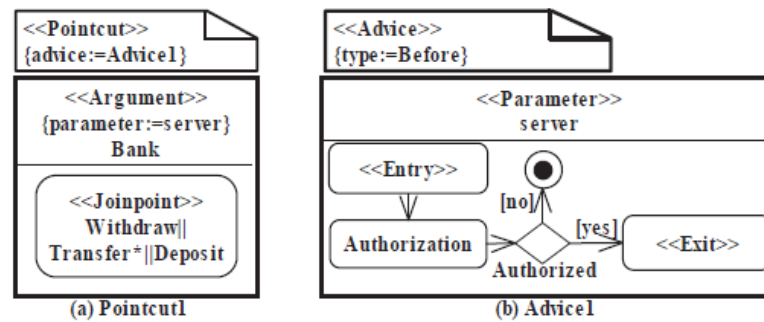 <<Pointcut>>
{advice:=Advice1}
<<Argument>>
{parameter:=server}
Bank
<<Joinpoint>>
Withdraw||
Transfer*||Deposit
(a) Pointcut1
<<Advice>>
{type:=Before}
<<Parameter>>
server
<<Entry>>
[no]
[yes]
Authorization
<<Exit>>
Authorized
(b) Advice1